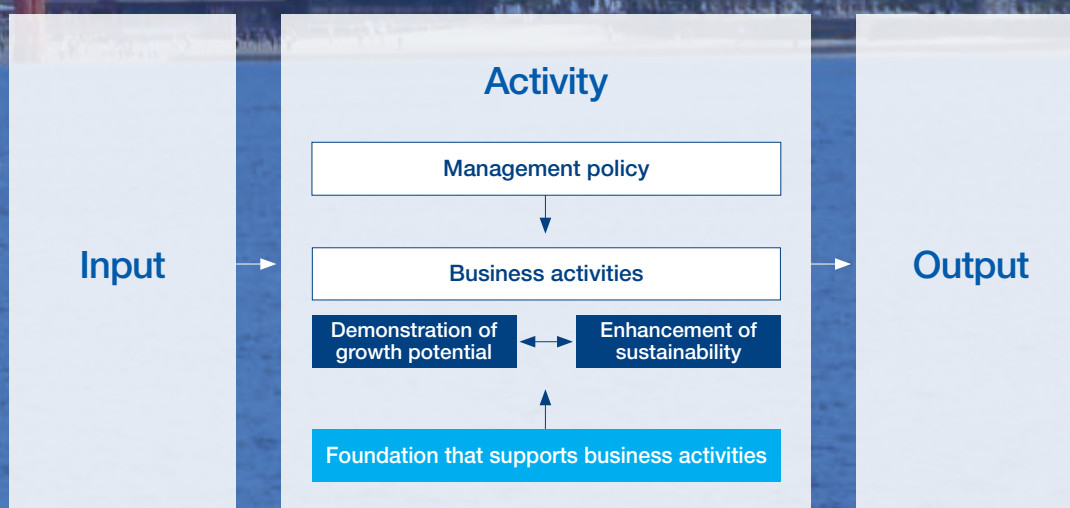 Activity
Management policy
Input
Business activities
Output
Demonstration of
growth potential
Enhancement of
sustainability
Foundation that supports business activities